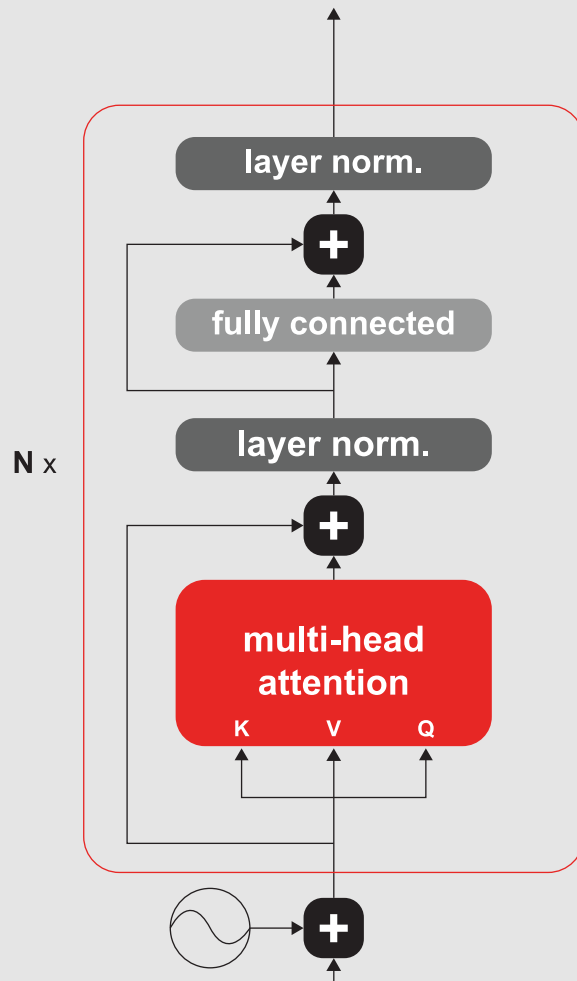 layer norm.
+
fully connected
layer norm.
N x
+
multi-head
attention
K V Q
+